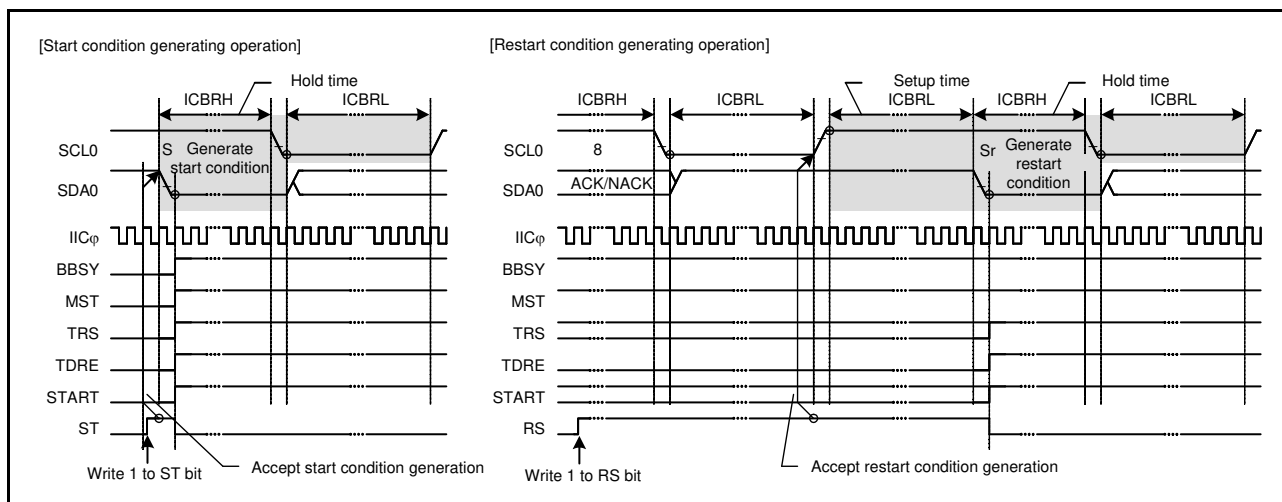 [Start condition generating operation]
Hold time
ICBRH
ICBRL
SCL0
S
Generate
start condition
SDA0
IICφ
BBSY
MST
TRS
TDRE
START
ST
Write 1 to ST bit
Accept start condition generation
[Restart condition generating operation]
Setup time
Hold time
ICBRH
ICBRL
ICBRL
ICBRH
ICBRL
SCL0
8
Sr
Generate
restart
condition
SDA0
ACK/NACK
IICφ
BBSY
MST
TRS
TDRE
START
RS
Write 1 to RS bit
Accept restart condition generation